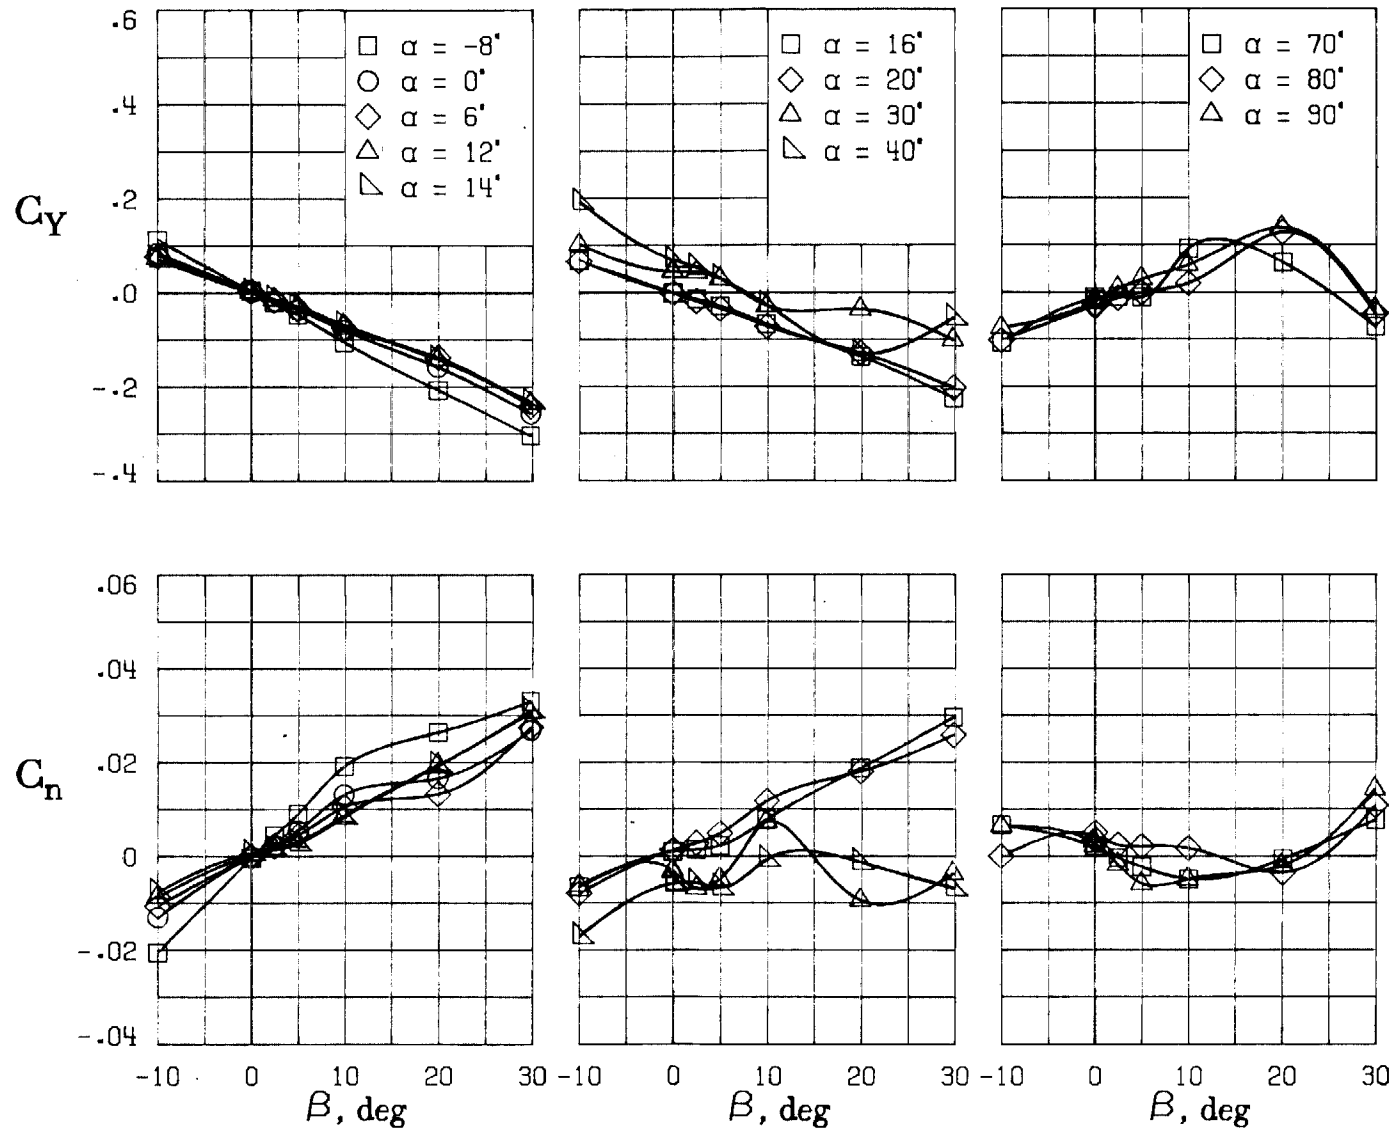 .6
.4
.2
.0
-.2
-.4
C_Y
α = -8°
α = 0°
α = 6°
α = 12°
α = 14°
α = 16°
α = 20°
α = 30°
α = 40°
α = 70°
α = 80°
α = 90°
.06
.04
.02
0
-.02
-.04
C_n
-10 0 10 20 30
-10 0 10 20 30
-10 0 10 20 30
β, deg
β, deg
β, deg